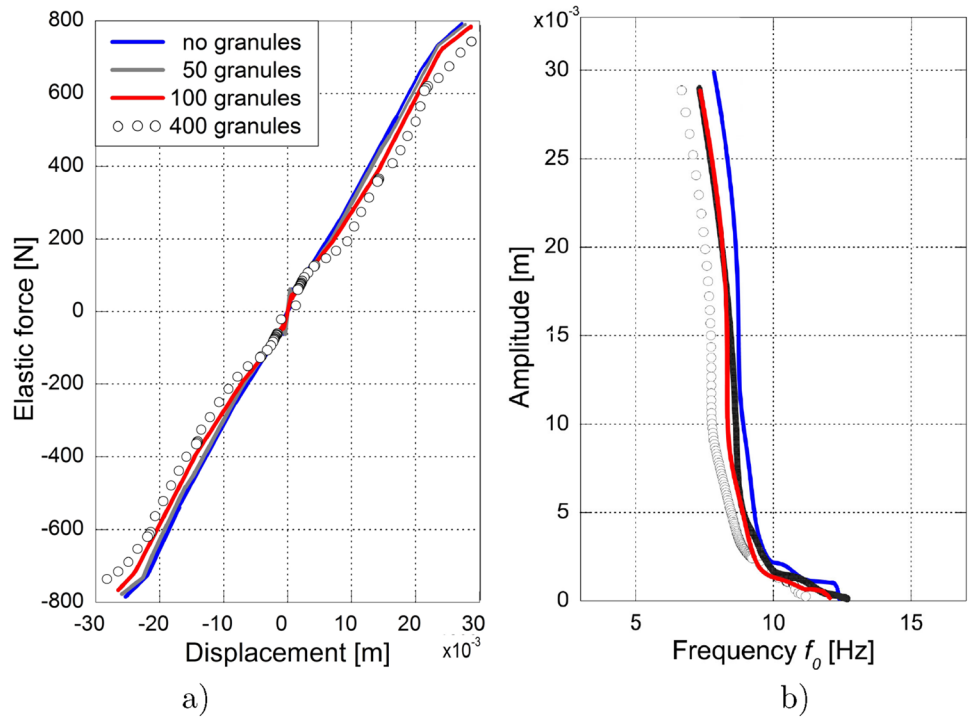 800
600
400
200
0
-200
-400
-600
-800
no granules
50 granules
100 granules
400 granules
Elastic force [N]
-30 -20 -10 0 10 20 30
Displacement [m] x10⁻³
a)
x10⁻³
30
20
10
5
0
Amplitude [m]
5 10 15
Frequency f₀ [Hz]
b)